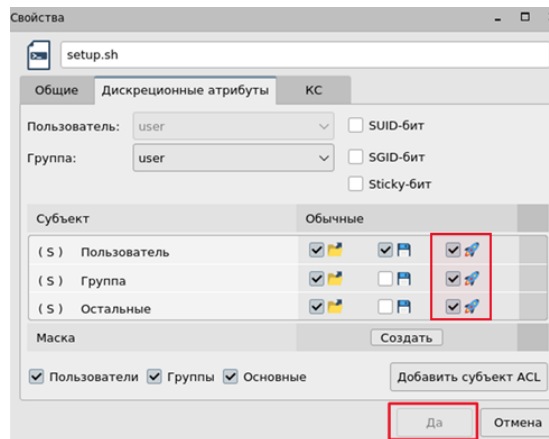 Свойства
setup.sh
Общие Дискреционные атрибуты КС
Пользователь: user SUID-бит
Группа: user SGID-бит
Sticky-бит
Субъект Обычные
( S ) Пользователь
( S ) Группа
( S ) Остальные
Маска Создать
Пользователи Группы Основные Добавить субъект ACL
Да Отмена